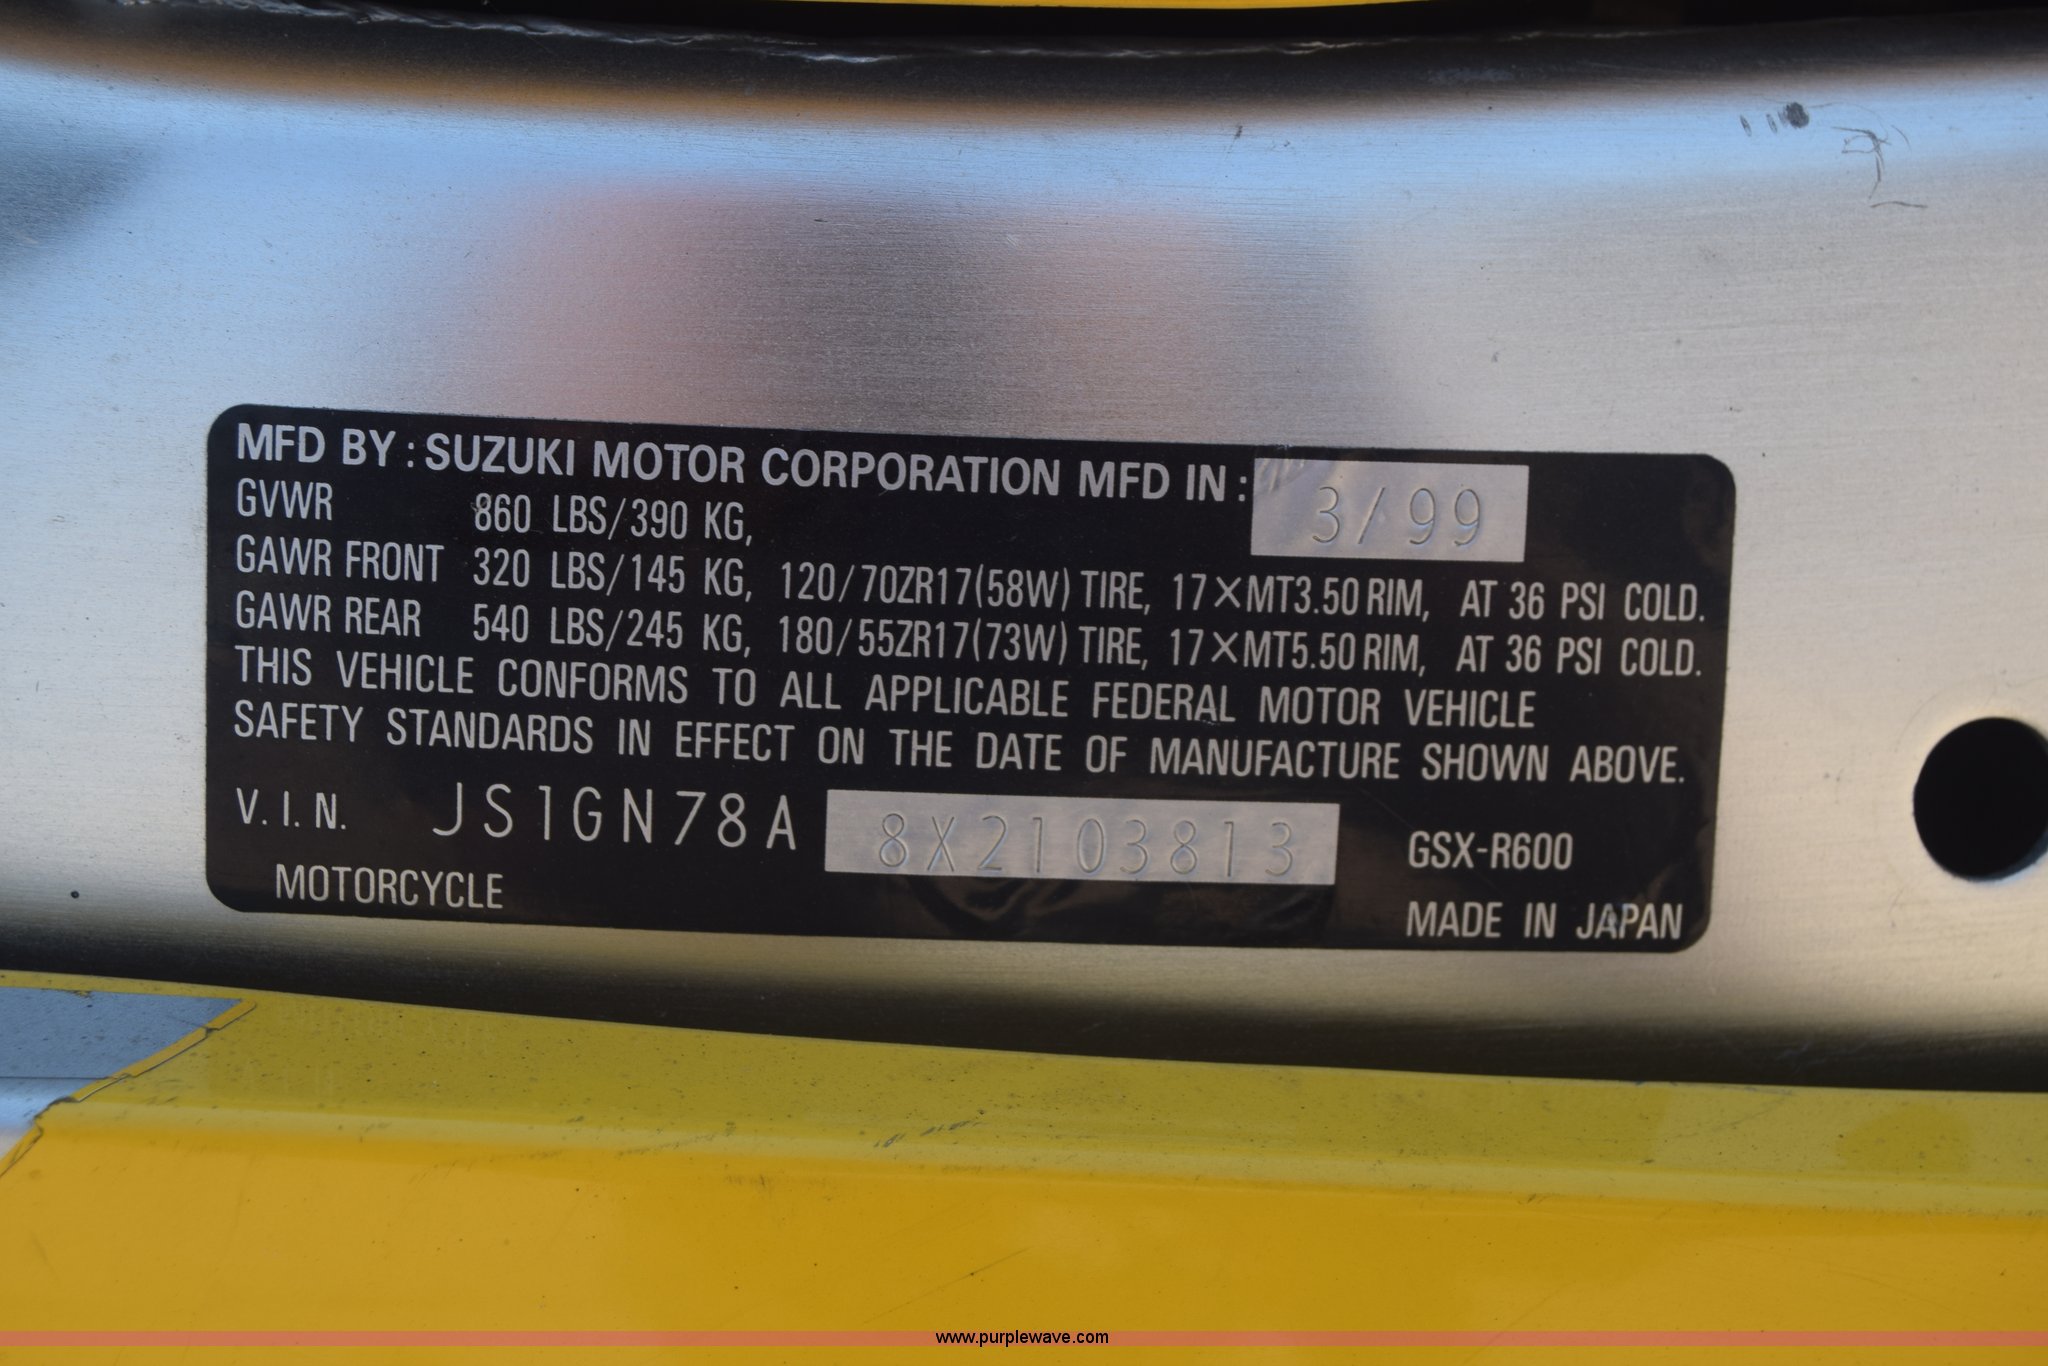 MFD BY : SUZUKI MOTOR CORPORATION MFD IN : 3/99
GVWR 860 LBS/390 KG,
GAWR FRONT 320 LBS/145 KG, 120/70ZR17(58W) TIRE, 17×MT3.50 RIM, AT 36 PSI COLD.
GAWR REAR 540 LBS/245 KG, 180/55ZR17(73W) TIRE, 17×MT5.50 RIM, AT 36 PSI COLD.
THIS VEHICLE CONFORMS TO ALL APPLICABLE FEDERAL MOTOR VEHICLE
SAFETY STANDARDS IN EFFECT ON THE DATE OF MANUFACTURE SHOWN ABOVE.
V. I. N. JS1GN78A 8X2103813 GSX-R600
MOTORCYCLE MADE IN JAPAN
www.purplewave.com